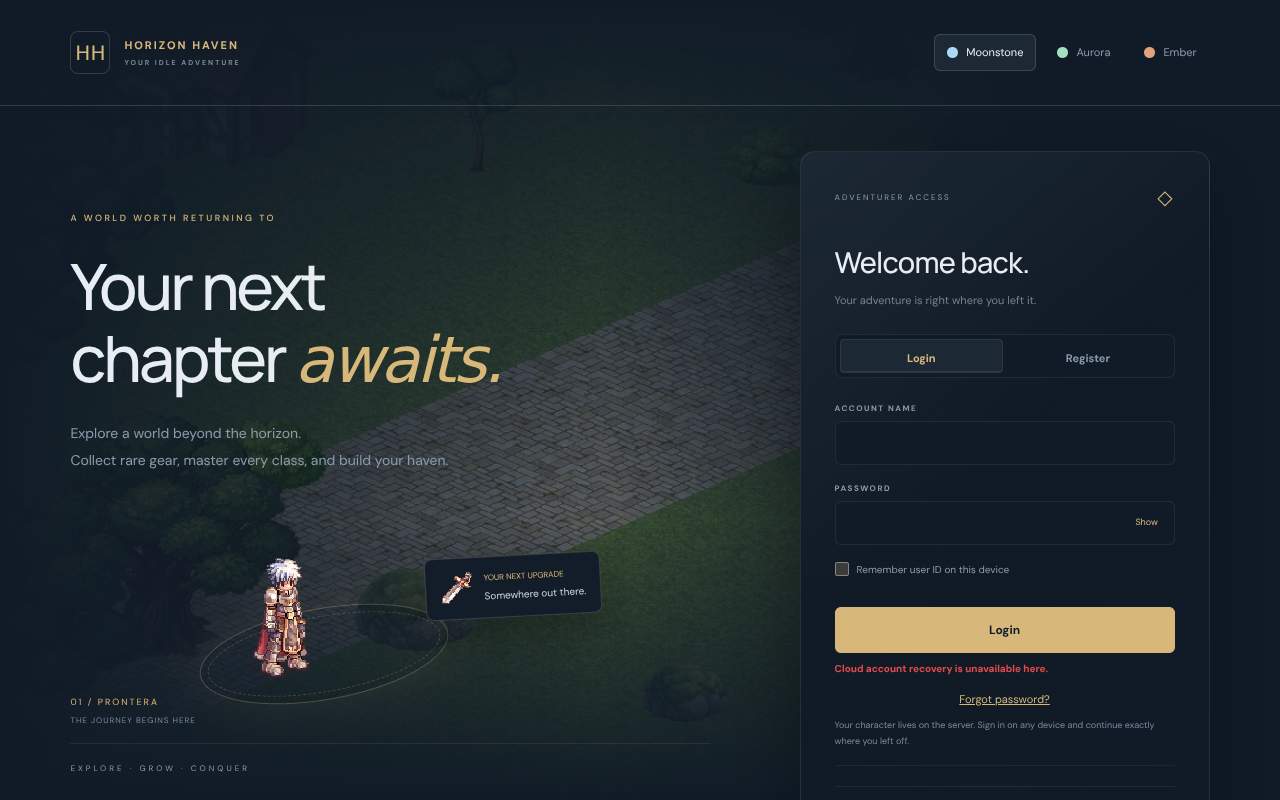 HH
HORIZON HAVEN
YOUR IDLE ADVENTURE
Moonstone
Aurora
Ember
A WORLD WORTH RETURNING TO
Your next
chapter awaits.
Explore a world beyond the horizon.
Collect rare gear, master every class, and build your haven.
YOUR NEXT UPGRADE
Somewhere out there.
01 / PRONTERA
THE JOURNEY BEGINS HERE
EXPLORE · GROW · CONQUER
ADVENTURER ACCESS
Welcome back.
Your adventure is right where you left it.
Login
Register
ACCOUNT NAME
PASSWORD
Show
Remember user ID on this device
Login
Cloud account recovery is unavailable here.
Forgot password?
Your character lives on the server. Sign in on any device and continue exactly
where you left off.